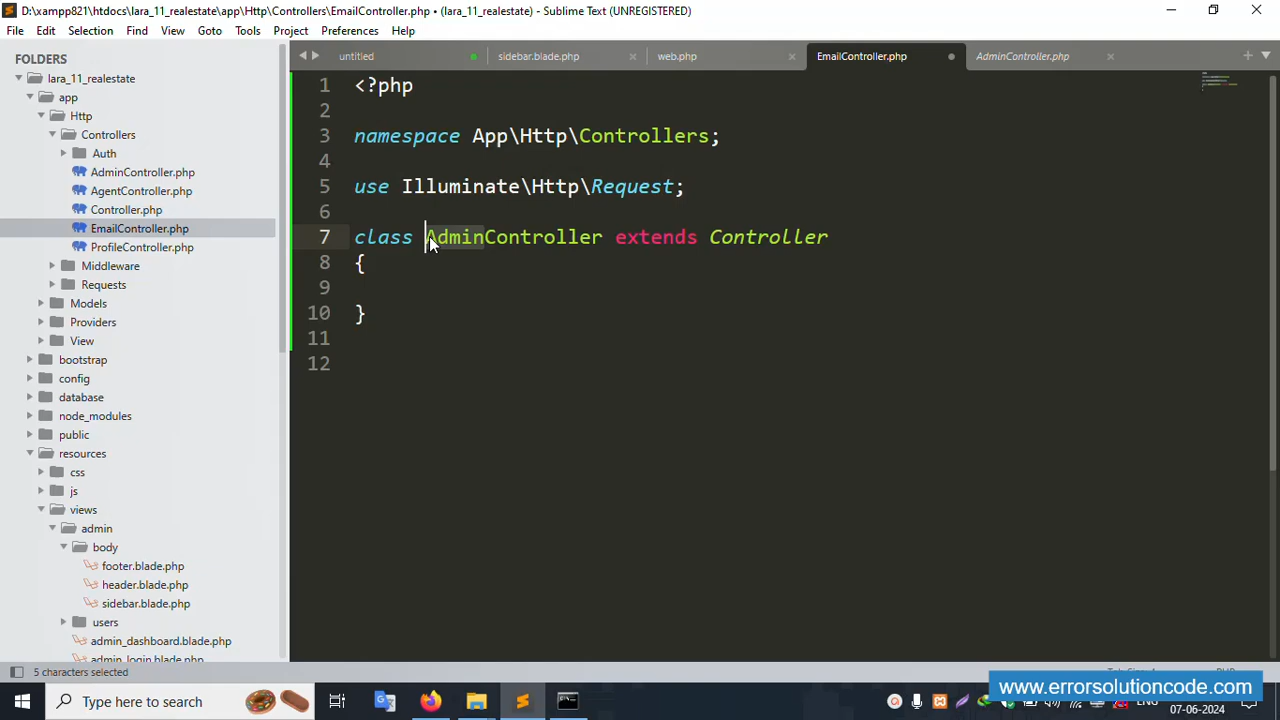 D:\xampp821\htdocs\lara_11_realestate\app\Http\Controllers\EmailController.php • (lara_11_realestate) - Sublime Text (UNREGISTERED)
File Edit Selection Find View Goto Tools Project Preferences Help
FOLDERS
lara_11_realestate
app
Http
Controllers
Auth
AdminController.php
AgentController.php
Controller.php
EmailController.php
ProfileController.php
Middleware
Requests
Models
Providers
View
bootstrap
config
database
node_modules
public
resources
css
js
views
admin
body
footer.blade.php
header.blade.php
sidebar.blade.php
users
admin_dashboard.blade.php
admin_login.blade.php
untitled sidebar.blade.php web.php EmailController.php AdminController.php
1 <?php
2
3 namespace App\Http\Controllers;
4
5 use Illuminate\Http\Request;
6
7 class AdminController extends Controller
8 {
9
10 }
11
12
5 characters selected
www.errorsolutioncode.com
Type here to search
ENG
07-06-2024